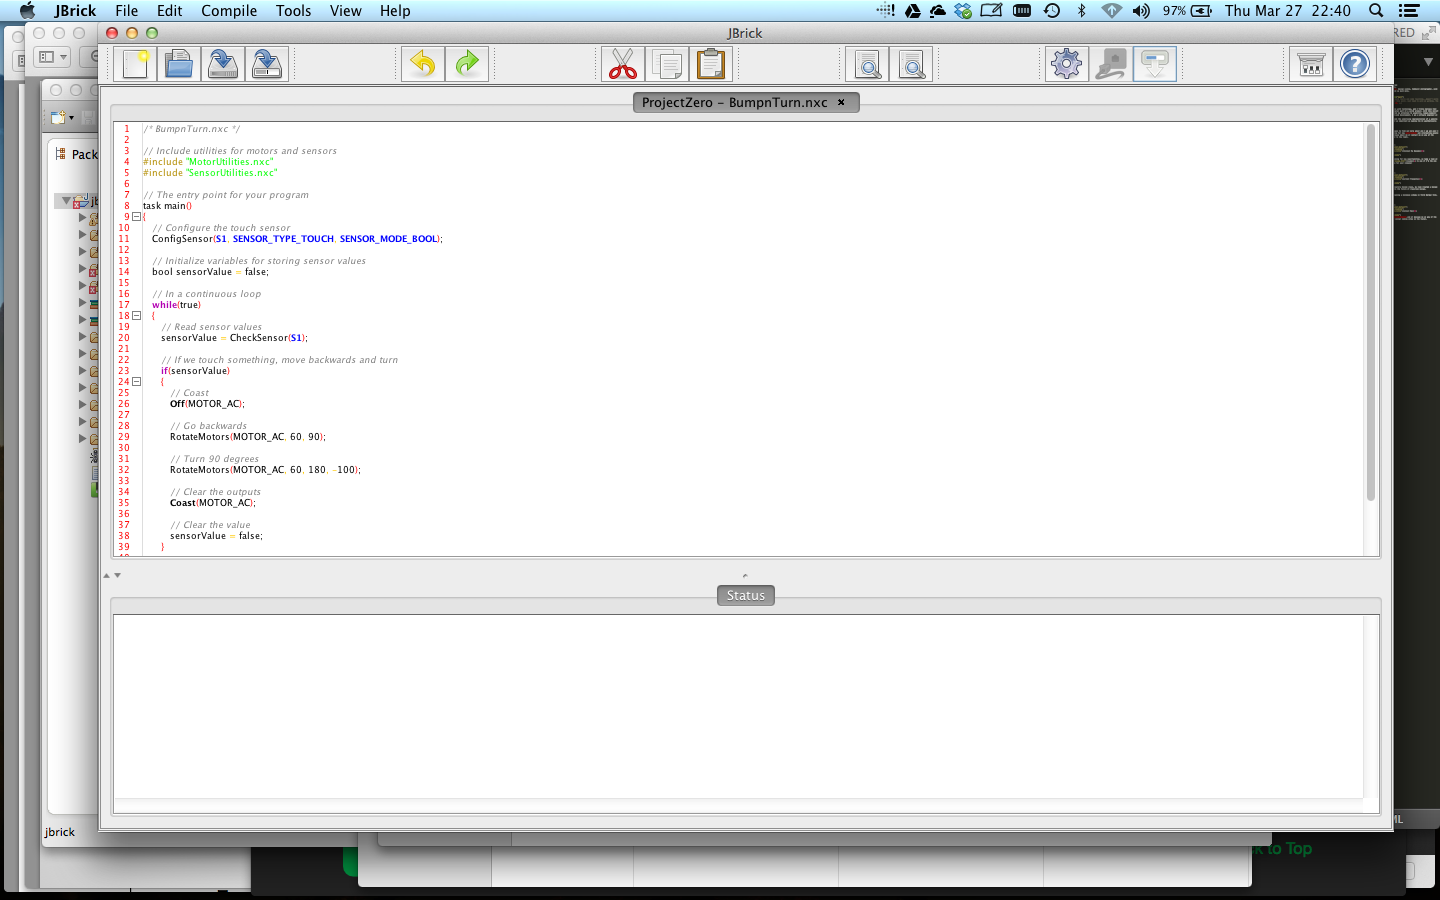 JBrick File Edit Compile Tools View Help 97% Thu Mar 27 22:40
JBrick
RED
ProjectZero – BumpnTurn.nxc ×
1 /* BumpnTurn.nxc */
2
3 // Include utilities for motors and sensors
4 #include "MotorUtilities.nxc"
5 #include "SensorUtilities.nxc"
6
7 // The entry point for your program
8 task main()
9 {
10 // Configure the touch sensor
11 ConfigSensor(S1, SENSOR_TYPE_TOUCH, SENSOR_MODE_BOOL);
12
13 // Initialize variables for storing sensor values
14 bool sensorValue = false;
15
16 // In a continuous loop
17 while(true)
18 {
19 // Read sensor values
20 sensorValue = CheckSensor(S1);
21
22 // If we touch something, move backwards and turn
23 if(sensorValue)
24 {
25 // Coast
26 Off(MOTOR_AC);
27
28 // Go backwards
29 RotateMotors(MOTOR_AC, 60, 90);
30
31 // Turn 90 degrees
32 RotateMotors(MOTOR_AC, 60, 180, -100);
33
34 // Clear the outputs
35 Coast(MOTOR_AC);
36
37 // Clear the value
38 sensorValue = false;
39 }
Pack
jb
Status
jbrick
ML
k to Top